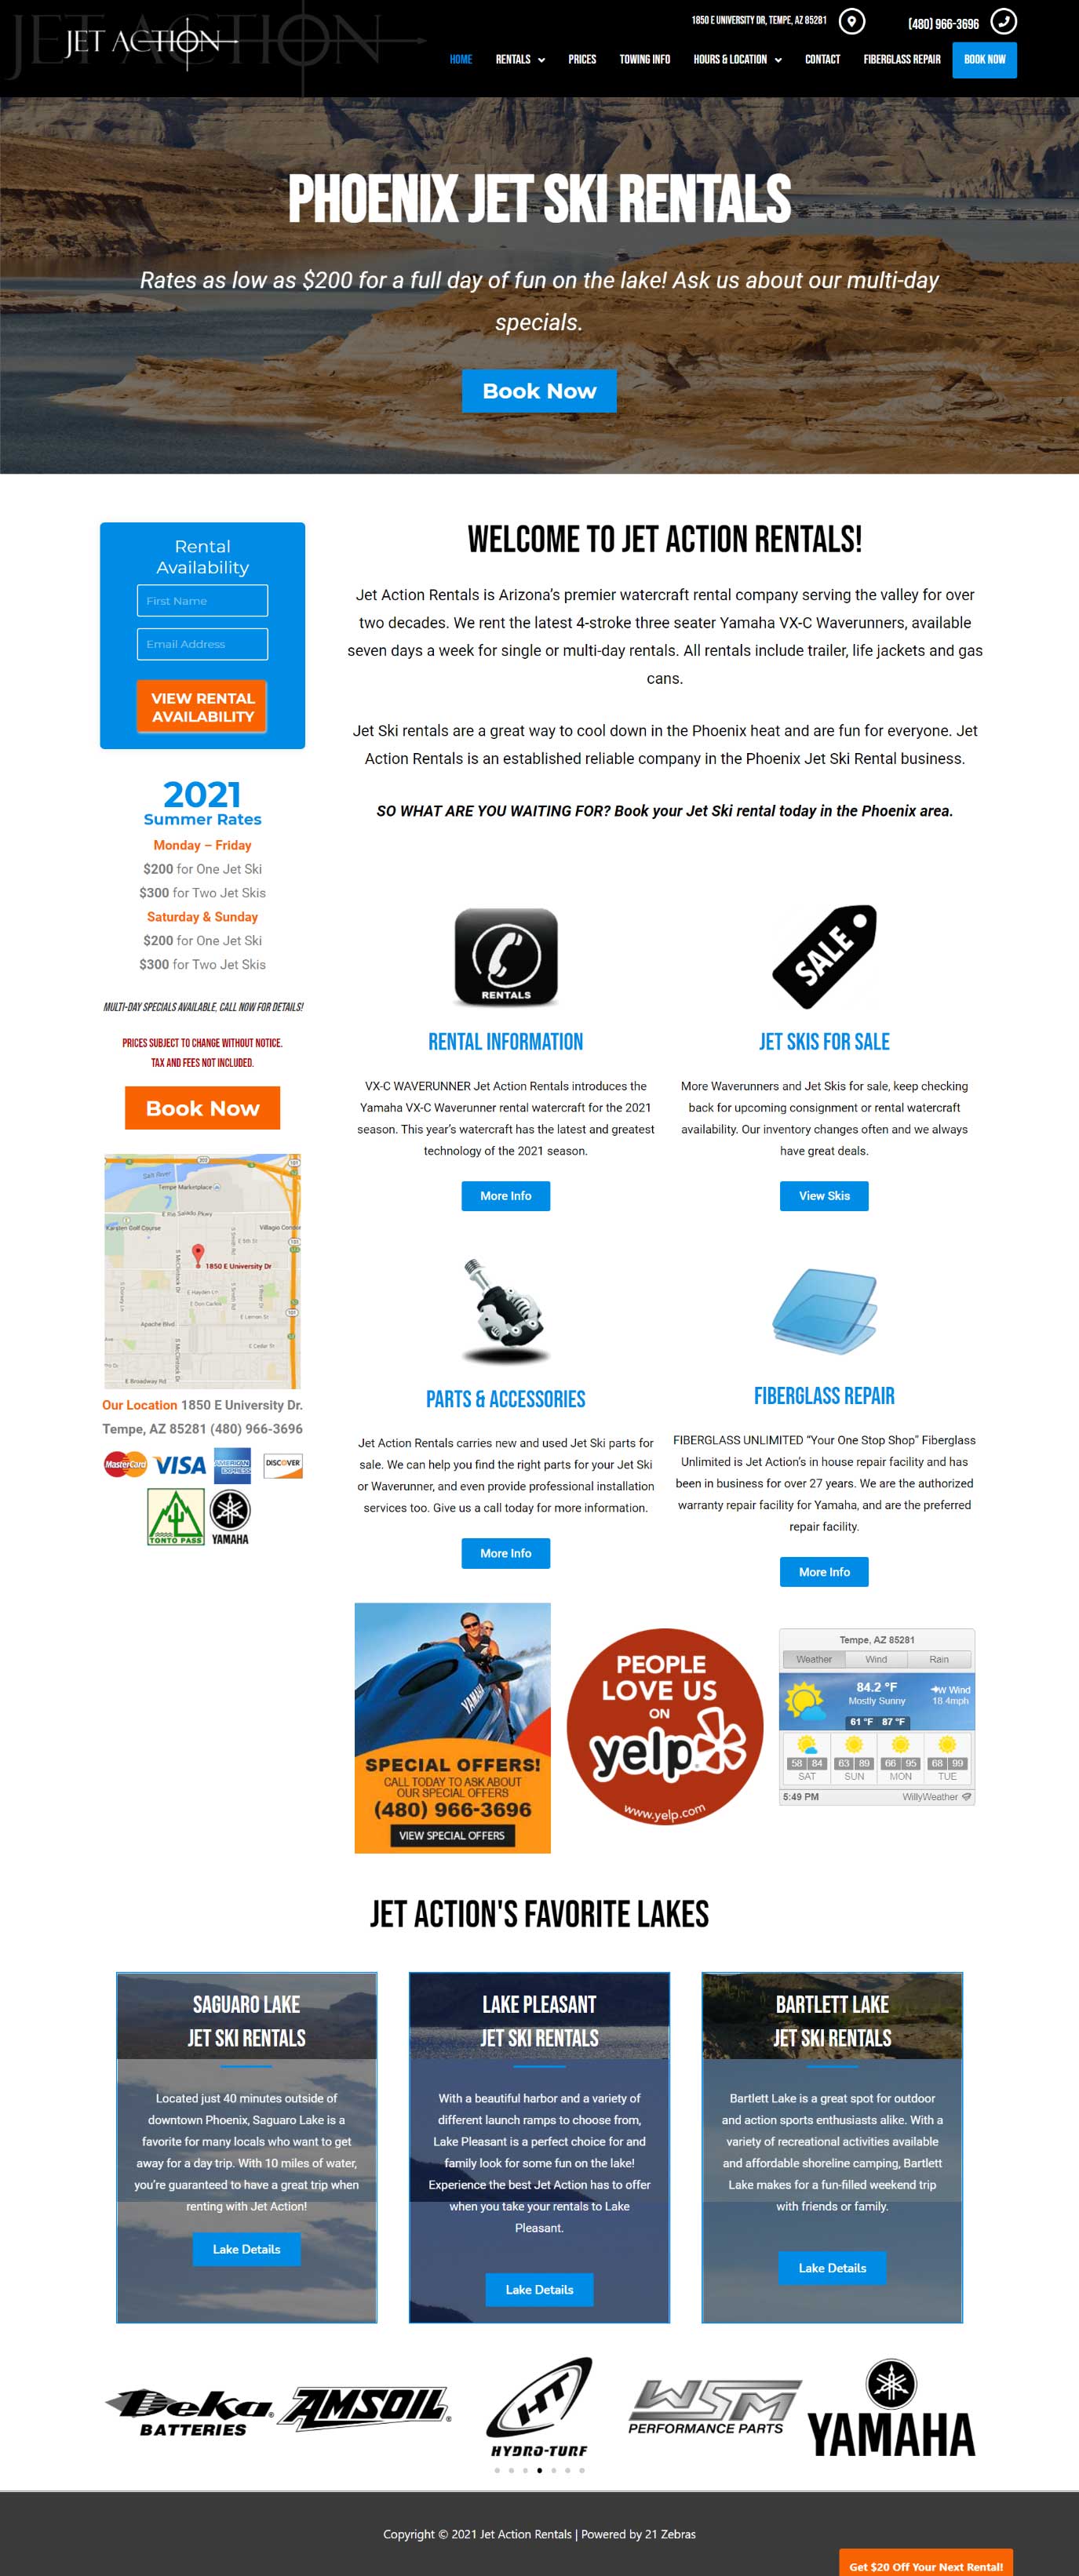 JET ACTION
1850 E UNIVERSITY DR, TEMPE, AZ 85281
(480) 966-3696
HOME
RENTALS
PRICES
TOWING INFO
HOURS & LOCATION
CONTACT
FIBERGLASS REPAIR
BOOK NOW
PHOENIX JET SKI RENTALS
Rates as low as $200 for a full day of fun on the lake! Ask us about our multi-day
specials.
Book Now
Rental
Availability
First Name
Email Address
VIEW RENTAL
AVAILABILITY
2021
Summer Rates
Monday – Friday
$200 for One Jet Ski
$300 for Two Jet Skis
Saturday & Sunday
$200 for One Jet Ski
$300 for Two Jet Skis
MULTI-DAY SPECIALS AVAILABLE, CALL NOW FOR DETAILS!
PRICES SUBJECT TO CHANGE WITHOUT NOTICE.
TAX AND FEES NOT INCLUDED.
Book Now
Salt River
Tempe Marketplace
E Rio Salado Pkwy
Karsten Golf Course
1850 E University Dr
Apache Blvd
E Broadway Rd
Our Location 1850 E University Dr.
Tempe, AZ 85281 (480) 966-3696
MasterCard VISA AMERICAN EXPRESS DISCOVER
TONTO PASS YAMAHA
WELCOME TO JET ACTION RENTALS!
Jet Action Rentals is Arizona's premier watercraft rental company serving the valley for over
two decades. We rent the latest 4-stroke three seater Yamaha VX-C Waverunners, available
seven days a week for single or multi-day rentals. All rentals include trailer, life jackets and gas
cans.
Jet Ski rentals are a great way to cool down in the Phoenix heat and are fun for everyone. Jet
Action Rentals is an established reliable company in the Phoenix Jet Ski Rental business.
SO WHAT ARE YOU WAITING FOR? Book your Jet Ski rental today in the Phoenix area.
RENTALS
RENTAL INFORMATION
VX-C WAVERUNNER Jet Action Rentals introduces the
Yamaha VX-C Waverunner rental watercraft for the 2021
season. This year's watercraft has the latest and greatest
technology of the 2021 season.
More Info
SALE
JET SKIS FOR SALE
More Waverunners and Jet Skis for sale, keep checking
back for upcoming consignment or rental watercraft
availability. Our inventory changes often and we always
have great deals.
View Skis
PARTS & ACCESSORIES
Jet Action Rentals carries new and used Jet Ski parts for
sale. We can help you find the right parts for your Jet Ski
or Waverunner, and even provide professional installation
services too. Give us a call today for more information.
More Info
FIBERGLASS REPAIR
FIBERGLASS UNLIMITED "Your One Stop Shop" Fiberglass
Unlimited is Jet Action's in house repair facility and has
been in business for over 27 years. We are the authorized
warranty repair facility for Yamaha, and are the preferred
repair facility.
More Info
YAMAHA
SPECIAL OFFERS!
CALL TODAY TO ASK ABOUT
OUR SPECIAL OFFERS
(480) 966-3696
VIEW SPECIAL OFFERS
PEOPLE
LOVE US
ON
yelp
www.yelp.com
Tempe, AZ 85281
Weather Wind Rain
84.2 °F
Mostly Sunny
61 °F 87 °F
W Wind
18.4mph
58 84 63 89 66 95 68 99
SAT SUN MON TUE
5:49 PM WillyWeather
JET ACTION'S FAVORITE LAKES
SAGUARO LAKE
JET SKI RENTALS
Located just 40 minutes outside of
downtown Phoenix, Saguaro Lake is a
favorite for many locals who want to get
away for a day trip. With 10 miles of water,
you're guaranteed to have a great trip when
renting with Jet Action!
Lake Details
LAKE PLEASANT
JET SKI RENTALS
With a beautiful harbor and a variety of
different launch ramps to choose from,
Lake Pleasant is a perfect choice for and
family look for some fun on the lake!
Experience the best Jet Action has to offer
when you take your rentals to Lake
Pleasant.
Lake Details
BARTLETT LAKE
JET SKI RENTALS
Bartlett Lake is a great spot for outdoor
and action sports enthusiasts alike. With a
variety of recreational activities available
and affordable shoreline camping, Bartlett
Lake makes for a fun-filled weekend trip
with friends or family.
Lake Details
Deka
BATTERIES
AMSOIL
HT
HYDRO-TURF
WSM
PERFORMANCE PARTS
YAMAHA
Copyright © 2021 Jet Action Rentals | Powered by 21 Zebras
Get $20 Off Your Next Rental!